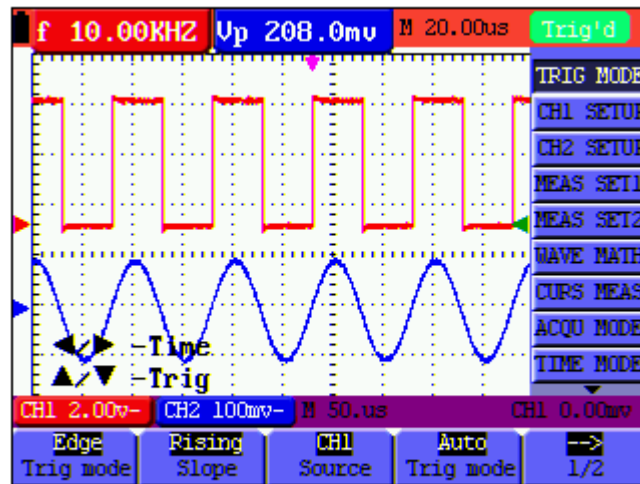 f 10.00KHZ Vp 208.0mv M 20.00us Trig'd
TRIG MODE
CH1 SETUP
CH2 SETUP
MEAS SET1
MEAS SET2
WAVE MATH
CURS MEAS
ACQU MODE
TIME MODE
◀/▶ -Time
▲/▼ -Trig
CH1 2.00v- CH2 100mv- M 50.us CH1 0.00mv
Edge Rising CH1 Auto -->
Trig mode Slope Source Trig mode 1/2